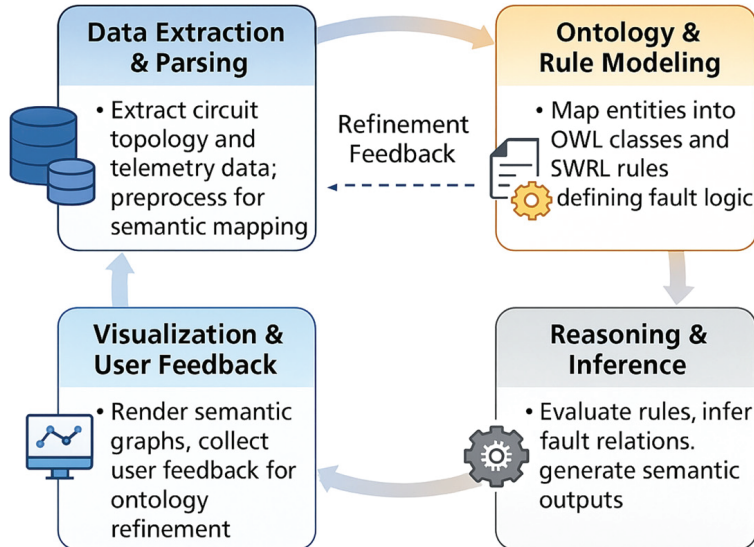 Data Extraction
& Parsing
• Extract circuit
topology and
telemetry data;
preprocess for
semantic mapping
Refinement
Feedback
Ontology &
Rule Modeling
• Map entities into
OWL classes and
SWRL rules
defining fault logic
Visualization &
User Feedback
• Render semantic
graphs, collect
user feedback for
ontology
refinement
Reasoning &
Inference
• Evaluate rules, infer
fault relations.
generate semantic
outputs